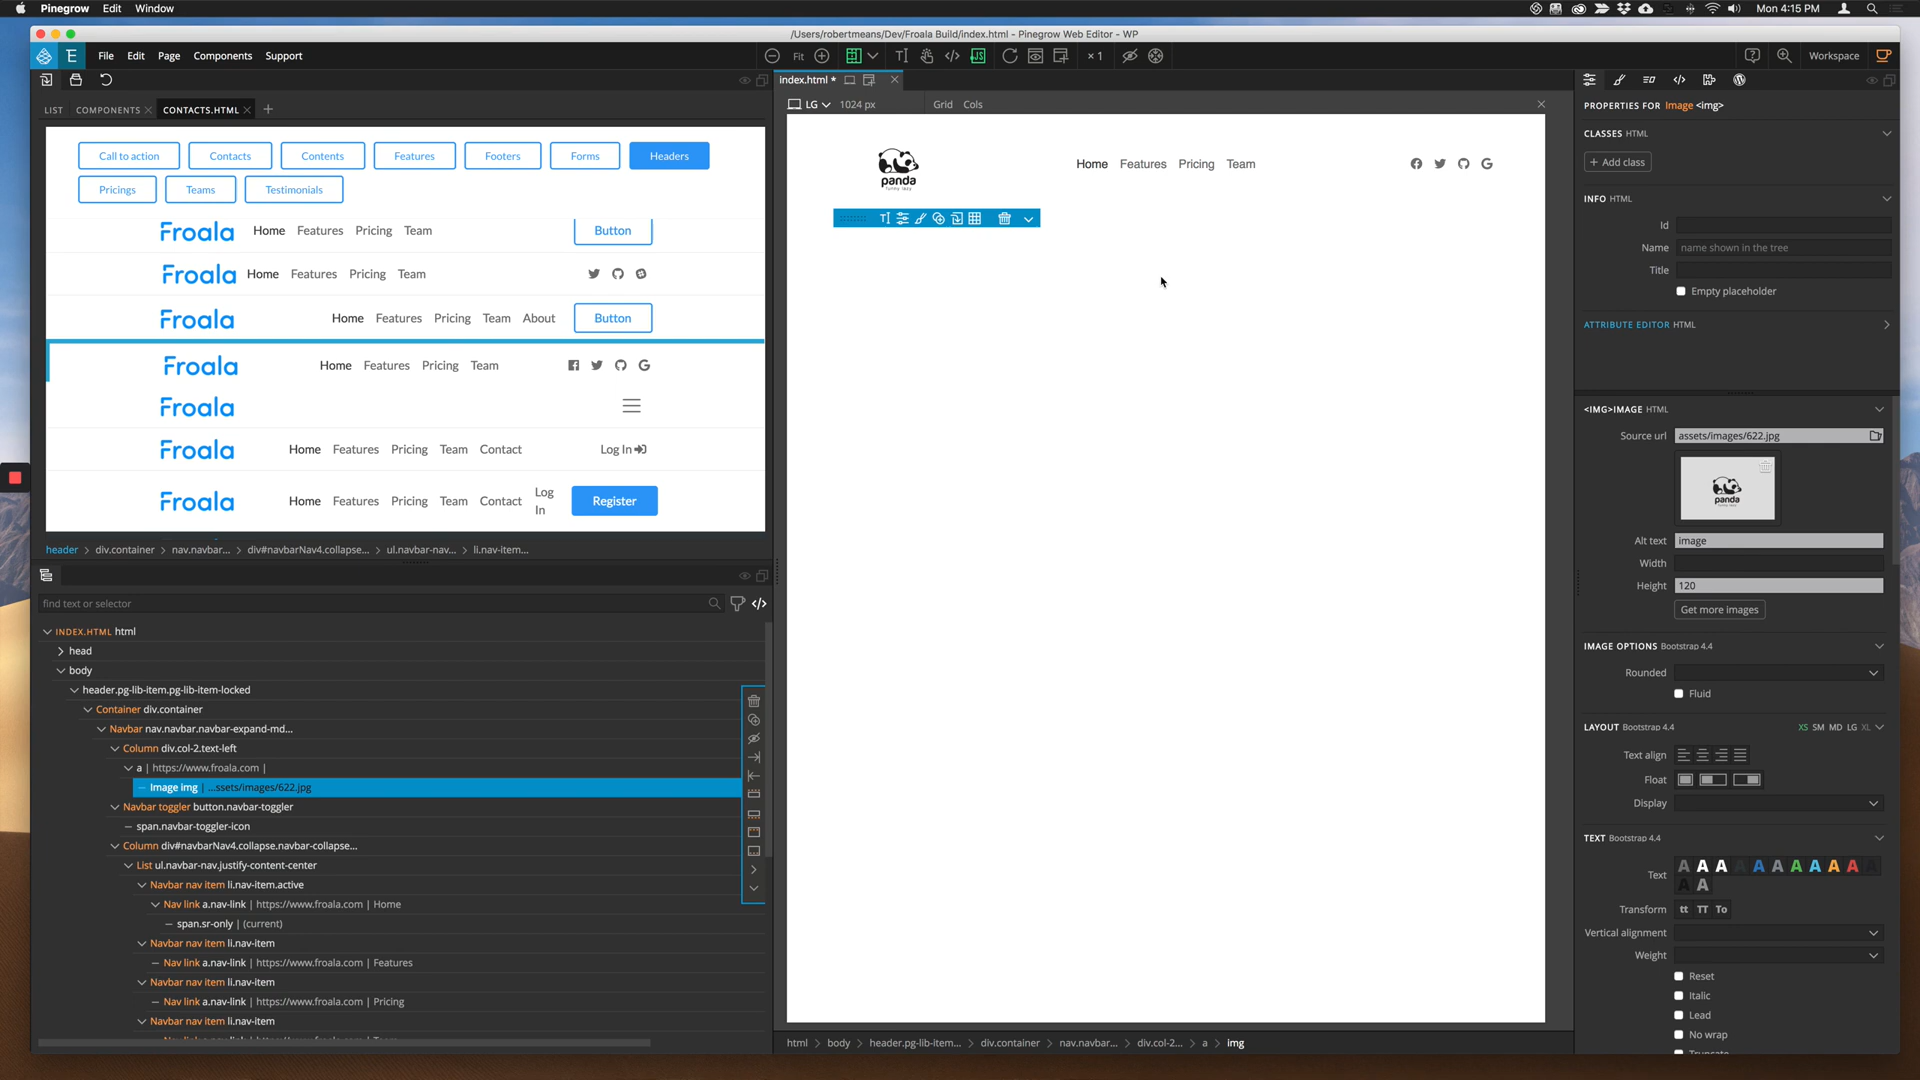 Pinegrow Edit Window
Mon 4:15 PM
/Users/robertmeans/Dev/Froala Build/index.html - Pinegrow Web Editor - WP
File Edit Page Components Support
Fit
× 1
Workspace
LIST COMPONENTS CONTACTS.HTML
index.html *
LG 1024 px Grid Cols
Call to action Contacts Contents Features Footers Forms Headers
Pricings Teams Testimonials
Froala Home Features Pricing Team Button
Froala Home Features Pricing Team
Froala Home Features Pricing Team About Button
Froala Home Features Pricing Team
Froala
Froala Home Features Pricing Team Contact Log In
Froala Home Features Pricing Team Contact Log In Register
header > div.container > nav.navbar... > div#navbarNav4.collapse... > ul.navbar-nav... > li.nav-item...
find text or selector
INDEX.HTML html
head
body
header.pg-lib-item.pg-lib-item-locked
Container div.container
Navbar nav.navbar.navbar-expand-md...
Column div.col-2.text-left
a | https://www.froala.com |
Image img | ...ssets/images/622.jpg
Navbar toggler button.navbar-toggler
span.navbar-toggler-icon
Column div#navbarNav4.collapse.navbar-collapse...
List ul.navbar-nav.justify-content-center
Navbar nav item li.nav-item.active
Nav link a.nav-link | https://www.froala.com | Home
span.sr-only | (current)
Navbar nav item li.nav-item
Nav link a.nav-link | https://www.froala.com | Features
Navbar nav item li.nav-item
Nav link a.nav-link | https://www.froala.com | Pricing
Navbar nav item li.nav-item
panda
funny lazy
Home Features Pricing Team
html > body > header.pg-lib-item... > div.container > nav.navbar... > div.col-2... > a > img
PROPERTIES FOR Image <img>
CLASSES HTML
+ Add class
INFO HTML
Id
Name name shown in the tree
Title
Empty placeholder
ATTRIBUTE EDITOR HTML
<IMG>IMAGE HTML
Source url assets/images/622.jpg
panda
Alt text image
Width
Height 120
Get more images
IMAGE OPTIONS Bootstrap 4.4
Rounded
Fluid
LAYOUT Bootstrap 4.4 XS SM MD LG XL
Text align
Float
Display
TEXT Bootstrap 4.4
Text A A A A A A A A A A
A A
Transform tt TT To
Vertical alignment
Weight
Reset
Italic
Lead
No wrap